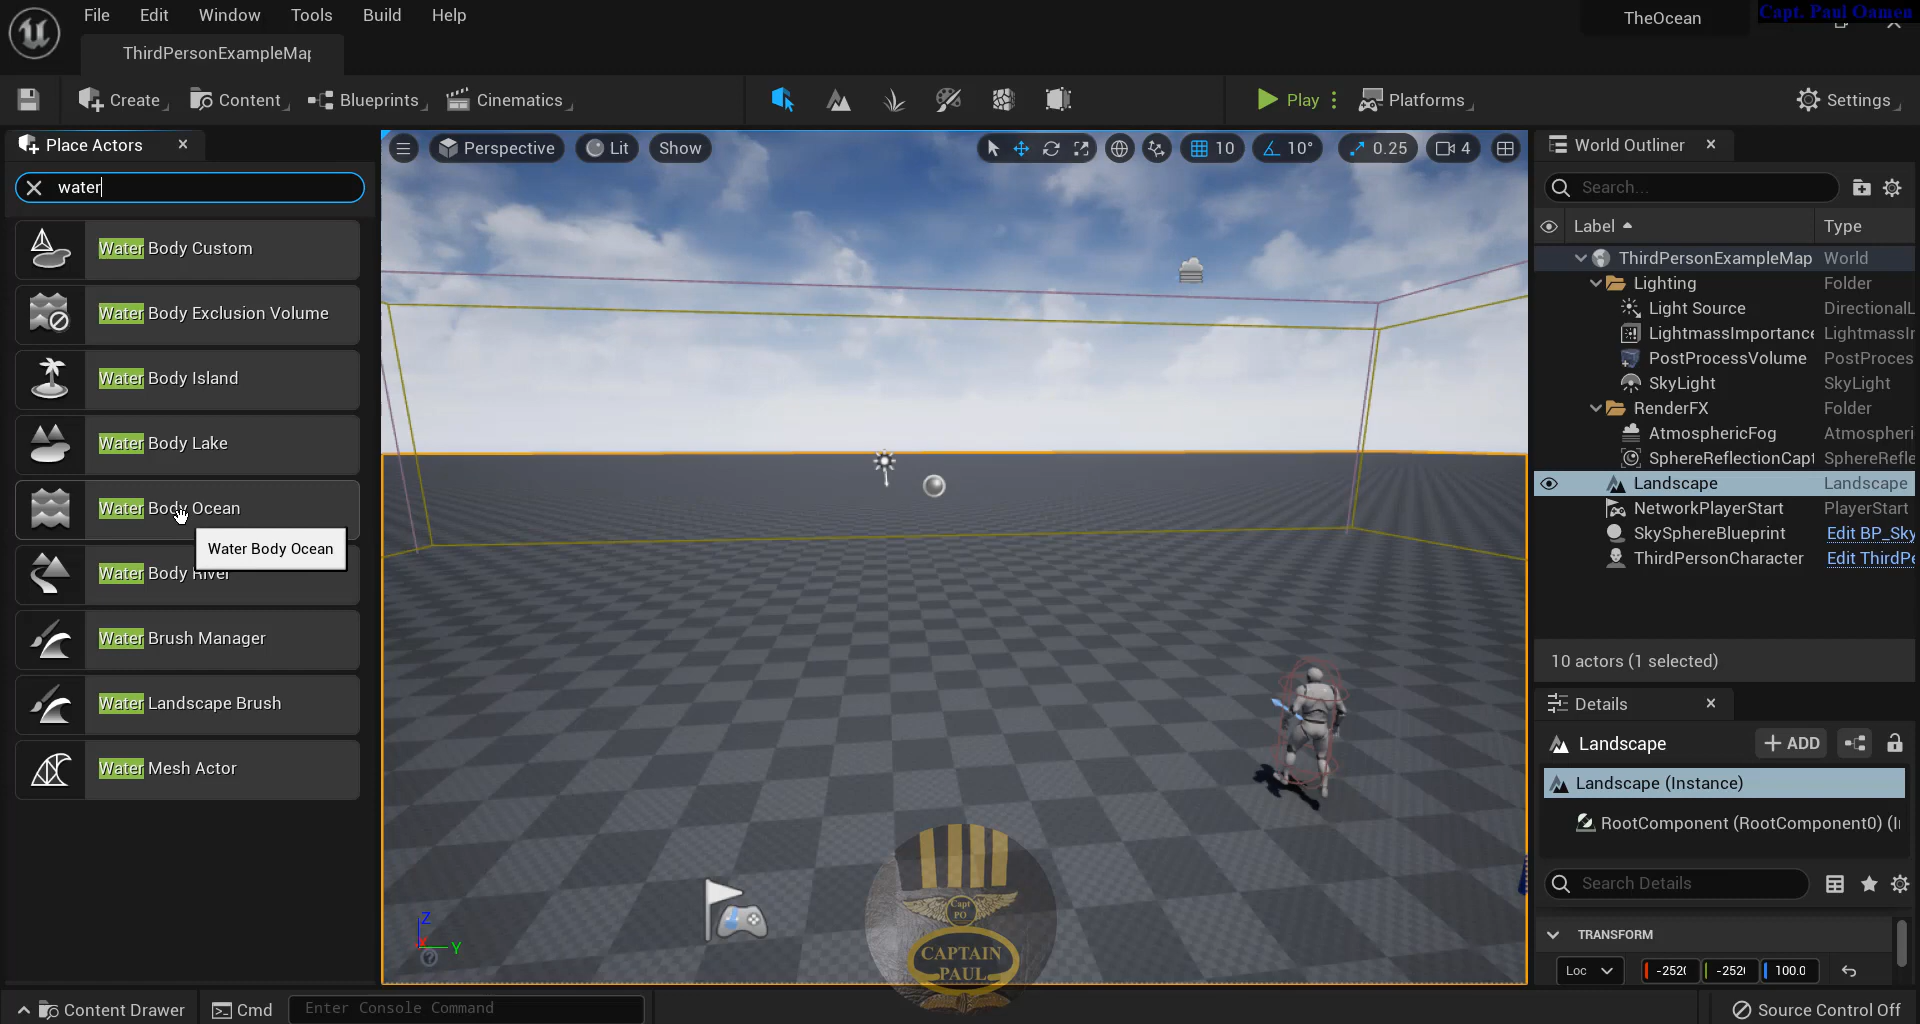 File Edit Window Tools Build Help
TheOcean
Capt. Paul Oamen
ThirdPersonExampleMap
Create Content Blueprints Cinematics Play Platforms Settings
Place Actors
Perspective Lit Show 10 10° 0.25 4
World Outliner
water
Search...
Label Type
Water Body Custom
Water Body Exclusion Volume
Water Body Island
Water Body Lake
Water Body Ocean
Water Body Ocean
Water Body River
Water Brush Manager
Water Landscape Brush
Water Mesh Actor
ThirdPersonExampleMap World
Lighting Folder
Light Source DirectionalL
LightmassImportance LightmassIr
PostProcessVolume PostProces
SkyLight SkyLight
RenderFX Folder
AtmosphericFog Atmospheri
SphereReflectionCapt SphereRefle
Landscape Landscape
NetworkPlayerStart PlayerStart
SkySphereBlueprint Edit BP_Sky
ThirdPersonCharacter Edit ThirdPe
10 actors (1 selected)
Details
Landscape ADD
Landscape (Instance)
RootComponent (RootComponent0) (I
Search Details
TRANSFORM
Loc -2520 -2520 100.0
Z
X Y
Capt
PO
CAPTAIN
PAUL
Content Drawer Cmd Enter Console Command Source Control Off